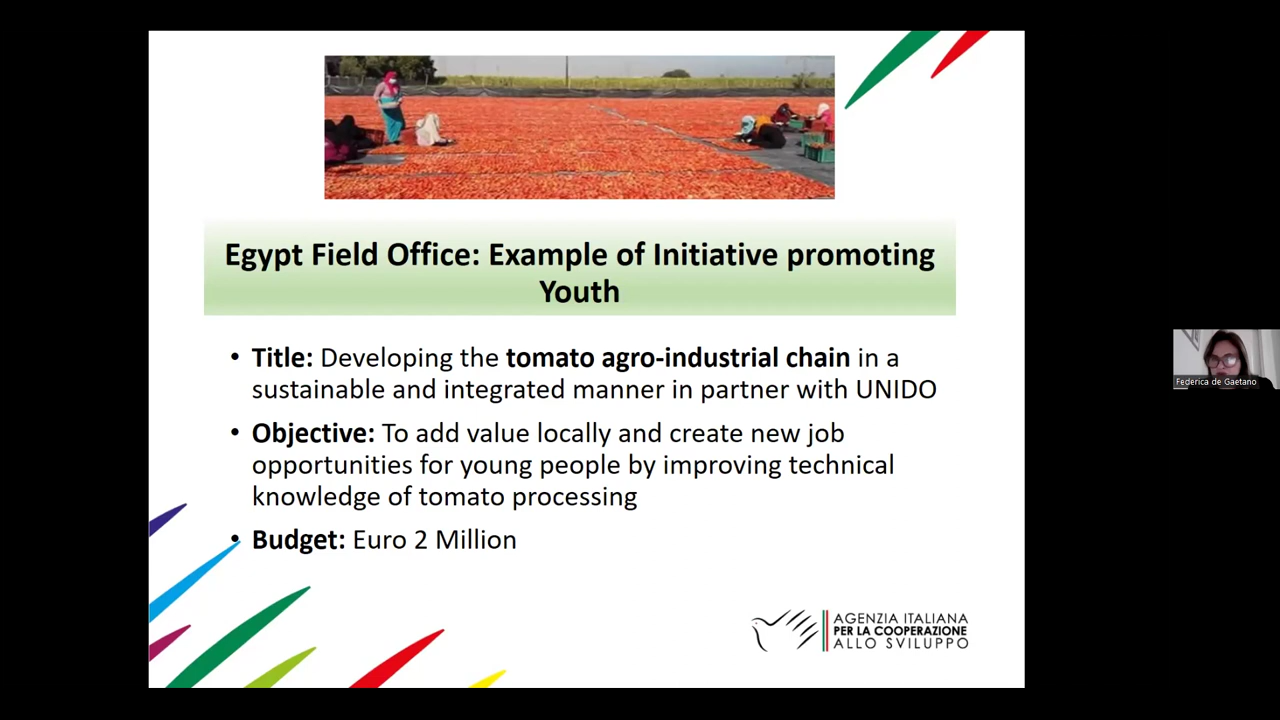 Egypt Field Office: Example of Initiative promoting
Youth
• Title: Developing the tomato agro-industrial chain in a
sustainable and integrated manner in partner with UNIDO
• Objective: To add value locally and create new job
opportunities for young people by improving technical
knowledge of tomato processing
• Budget: Euro 2 Million
AGENZIA ITALIANA
PER LA COOPERAZIONE
ALLO SVILUPPO
Federica de Gaetano